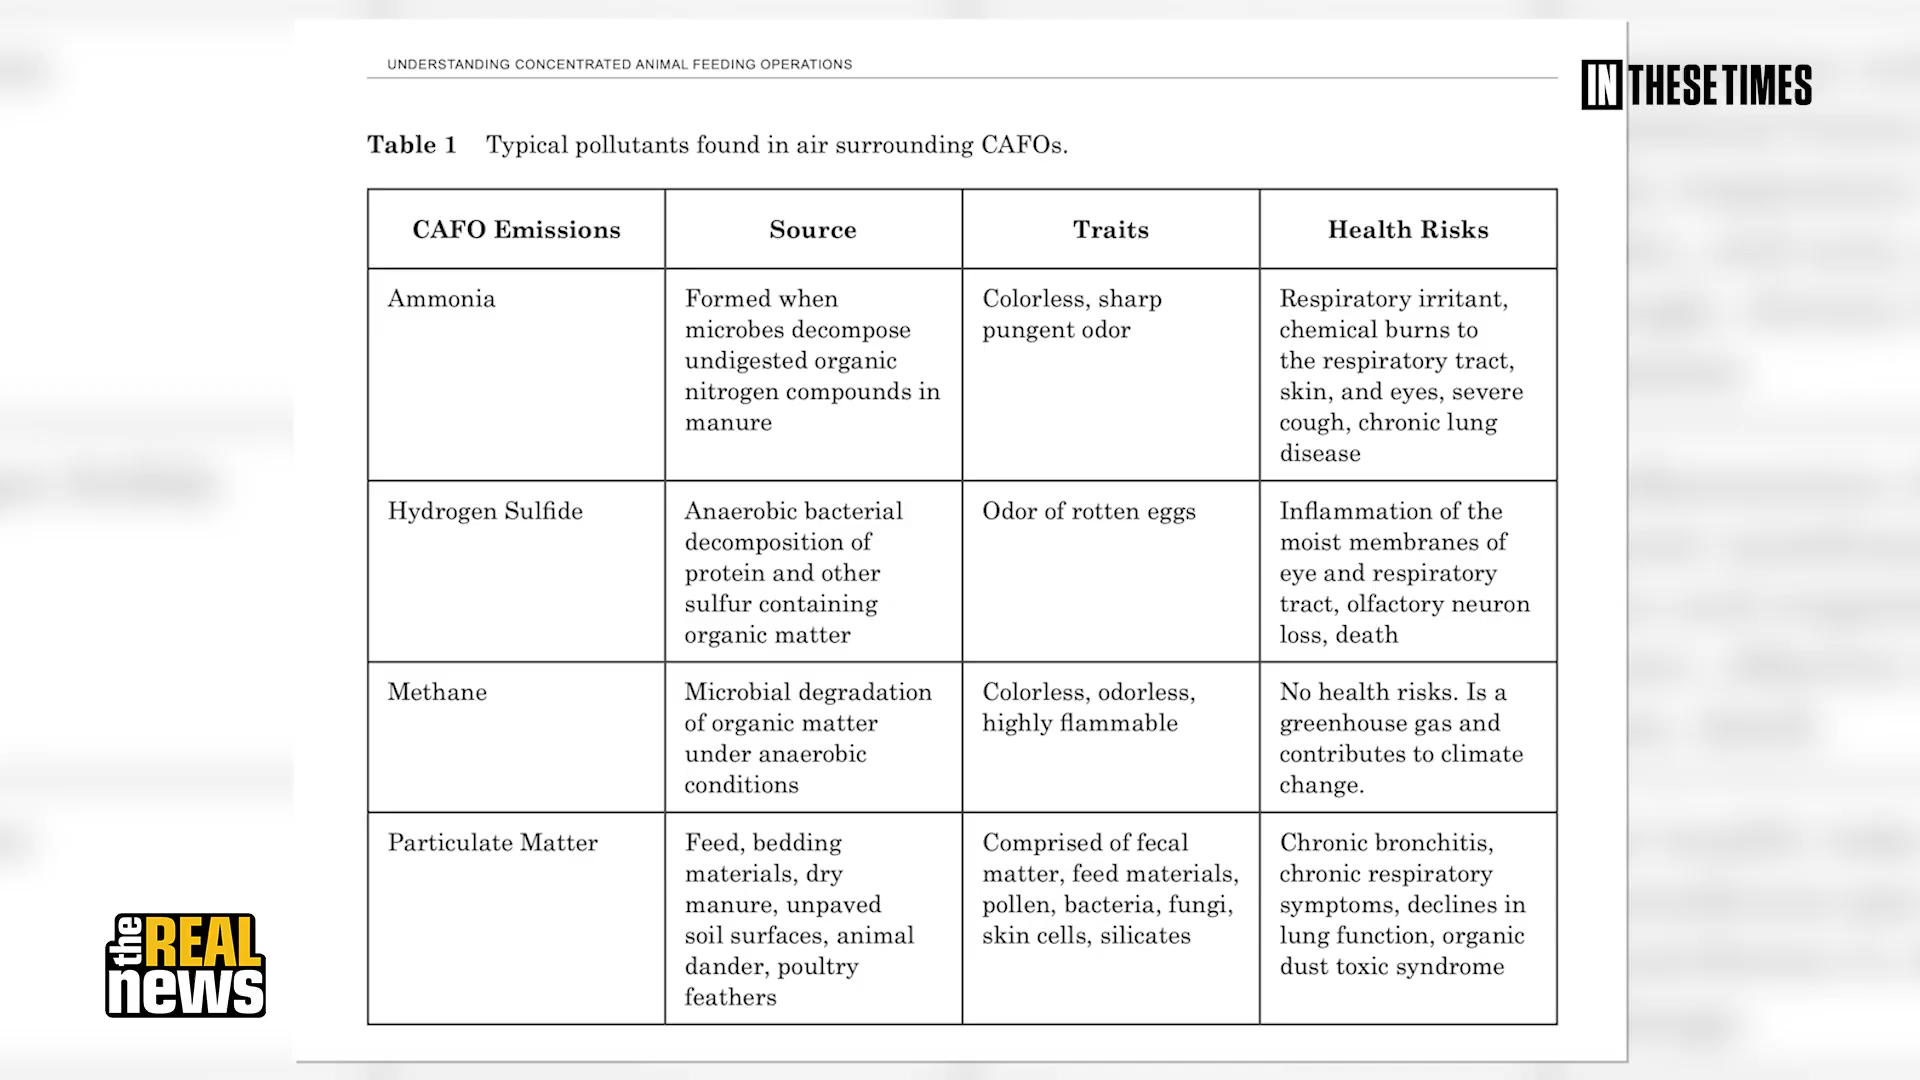 UNDERSTANDING CONCENTRATED ANIMAL FEEDING OPERATIONS
IN THESE TIMES
Table 1 Typical pollutants found in air surrounding CAFOs.
CAFO Emissions
Source
Traits
Health Risks
Ammonia
Formed when
microbes decompose
undigested organic
nitrogen compounds in
manure
Colorless, sharp
pungent odor
Respiratory irritant,
chemical burns to
the respiratory tract,
skin, and eyes, severe
cough, chronic lung
disease
Hydrogen Sulfide
Anaerobic bacterial
decomposition of
protein and other
sulfur containing
organic matter
Odor of rotten eggs
Inflammation of the
moist membranes of
eye and respiratory
tract, olfactory neuron
loss, death
Methane
Microbial degradation
of organic matter
under anaerobic
conditions
Colorless, odorless,
highly flammable
No health risks. Is a
greenhouse gas and
contributes to climate
change.
Particulate Matter
Feed, bedding
materials, dry
manure, unpaved
soil surfaces, animal
dander, poultry
feathers
Comprised of fecal
matter, feed materials,
pollen, bacteria, fungi,
skin cells, silicates
Chronic bronchitis,
chronic respiratory
symptoms, declines in
lung function, organic
dust toxic syndrome
the REAL
news